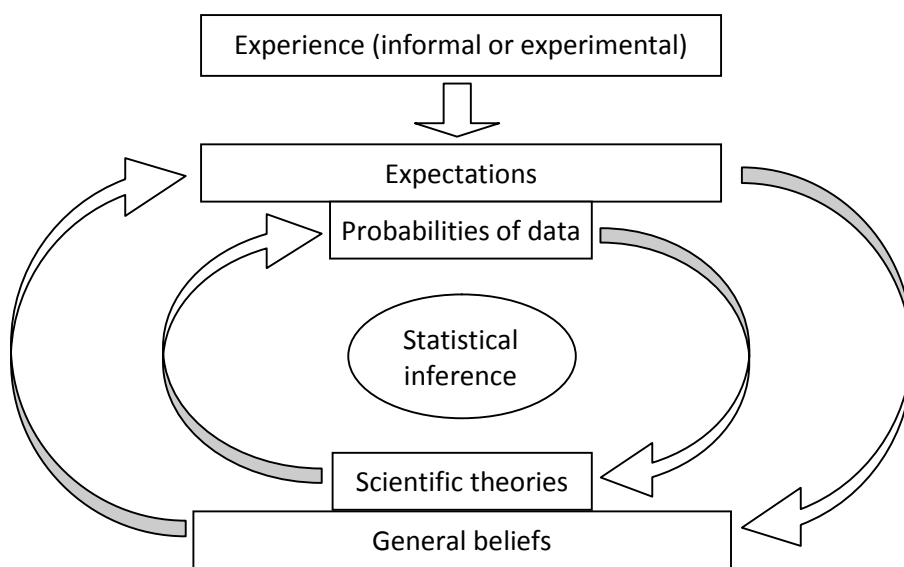 Experience (informal or experimental)
Expectations
Probabilities of data
Statistical
inference
Scientific theories
General beliefs